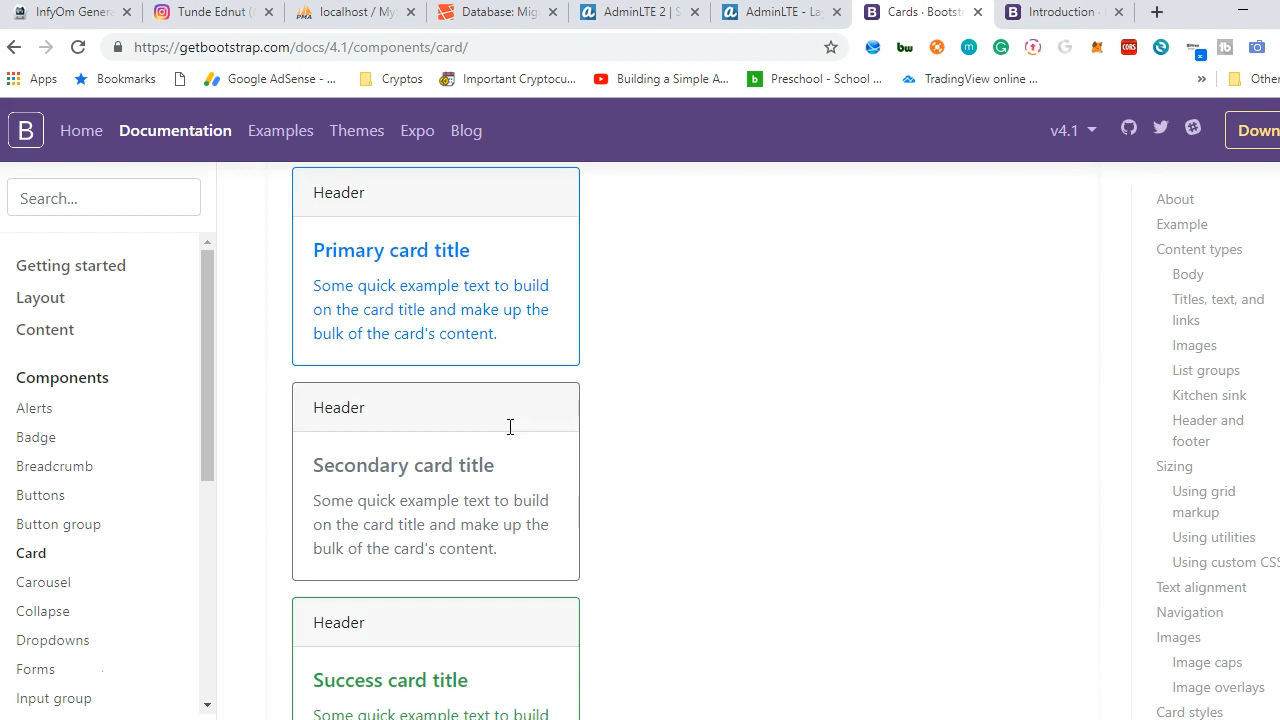 InfyOm Genera
Tunde Ednut (
localhost / My
Database: Mig
AdminLTE 2 | S
AdminLTE - La
Cards · Bootst
Introduction ·
https://getbootstrap.com/docs/4.1/components/card/
Apps
Bookmarks
Google AdSense - ...
Cryptos
Important Cryptocu...
Building a Simple A...
Preschool - School ...
TradingView online ...
»
Other
B
Home
Documentation
Examples
Themes
Expo
Blog
v4.1
Down
Search...
Getting started
Layout
Content
Components
Alerts
Badge
Breadcrumb
Buttons
Button group
Card
Carousel
Collapse
Dropdowns
Forms
Input group
Header
Primary card title
Some quick example text to build
on the card title and make up the
bulk of the card's content.
Header
Secondary card title
Some quick example text to build
on the card title and make up the
bulk of the card's content.
Header
Success card title
Some quick example text to build
About
Example
Content types
Body
Titles, text, and
links
Images
List groups
Kitchen sink
Header and
footer
Sizing
Using grid
markup
Using utilities
Using custom CSS
Text alignment
Navigation
Images
Image caps
Image overlays
Card styles